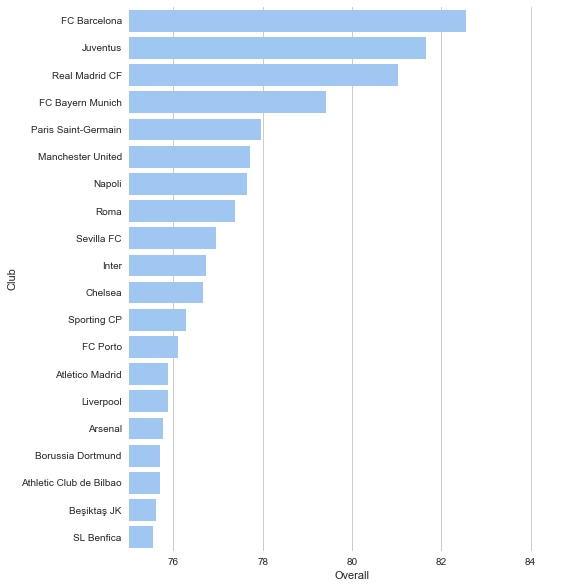 FC Barcelona
Juventus
Real Madrid CF
FC Bayern Munich
Paris Saint-Germain
Manchester United
Napoli
Roma
Sevilla FC
Inter
Chelsea
Sporting CP
FC Porto
Atlético Madrid
Liverpool
Arsenal
Borussia Dortmund
Athletic Club de Bilbao
Beşiktaş JK
SL Benfica
Club
76 78 80 82 84
Overall